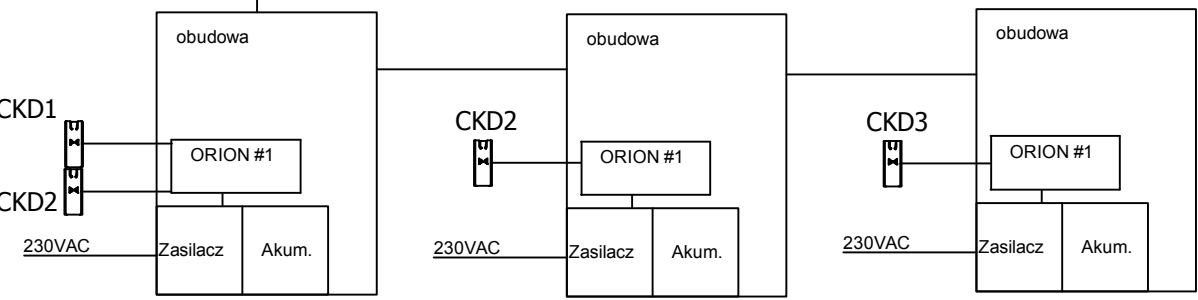 obudowa
CKD1
ORION #1
CKD2
230VAC
Zasilacz
Akum.
obudowa
CKD2
ORION #1
230VAC
Zasilacz
Akum.
obudowa
CKD3
ORION #1
230VAC
Zasilacz
Akum.